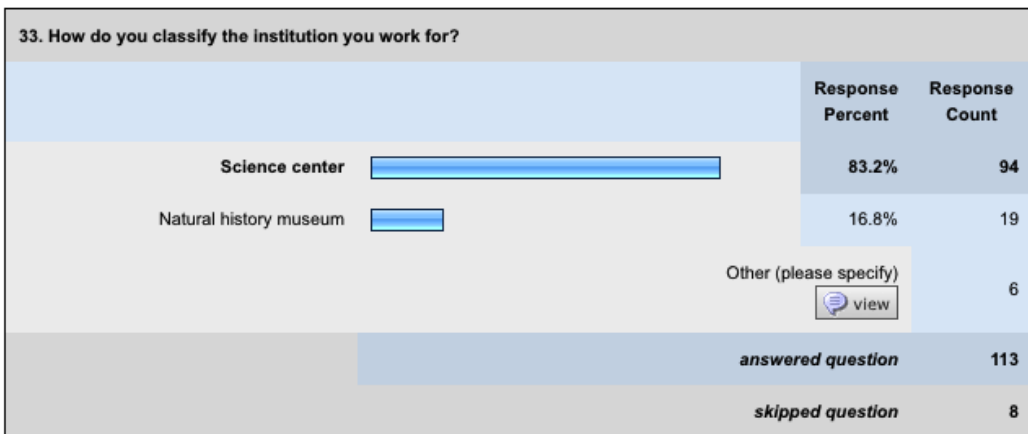 33. How do you classify the institution you work for?
Response Percent
Response Count
Science center 83.2% 94
Natural history museum 16.8% 19
Other (please specify)
view
6
answered question 113
skipped question 8